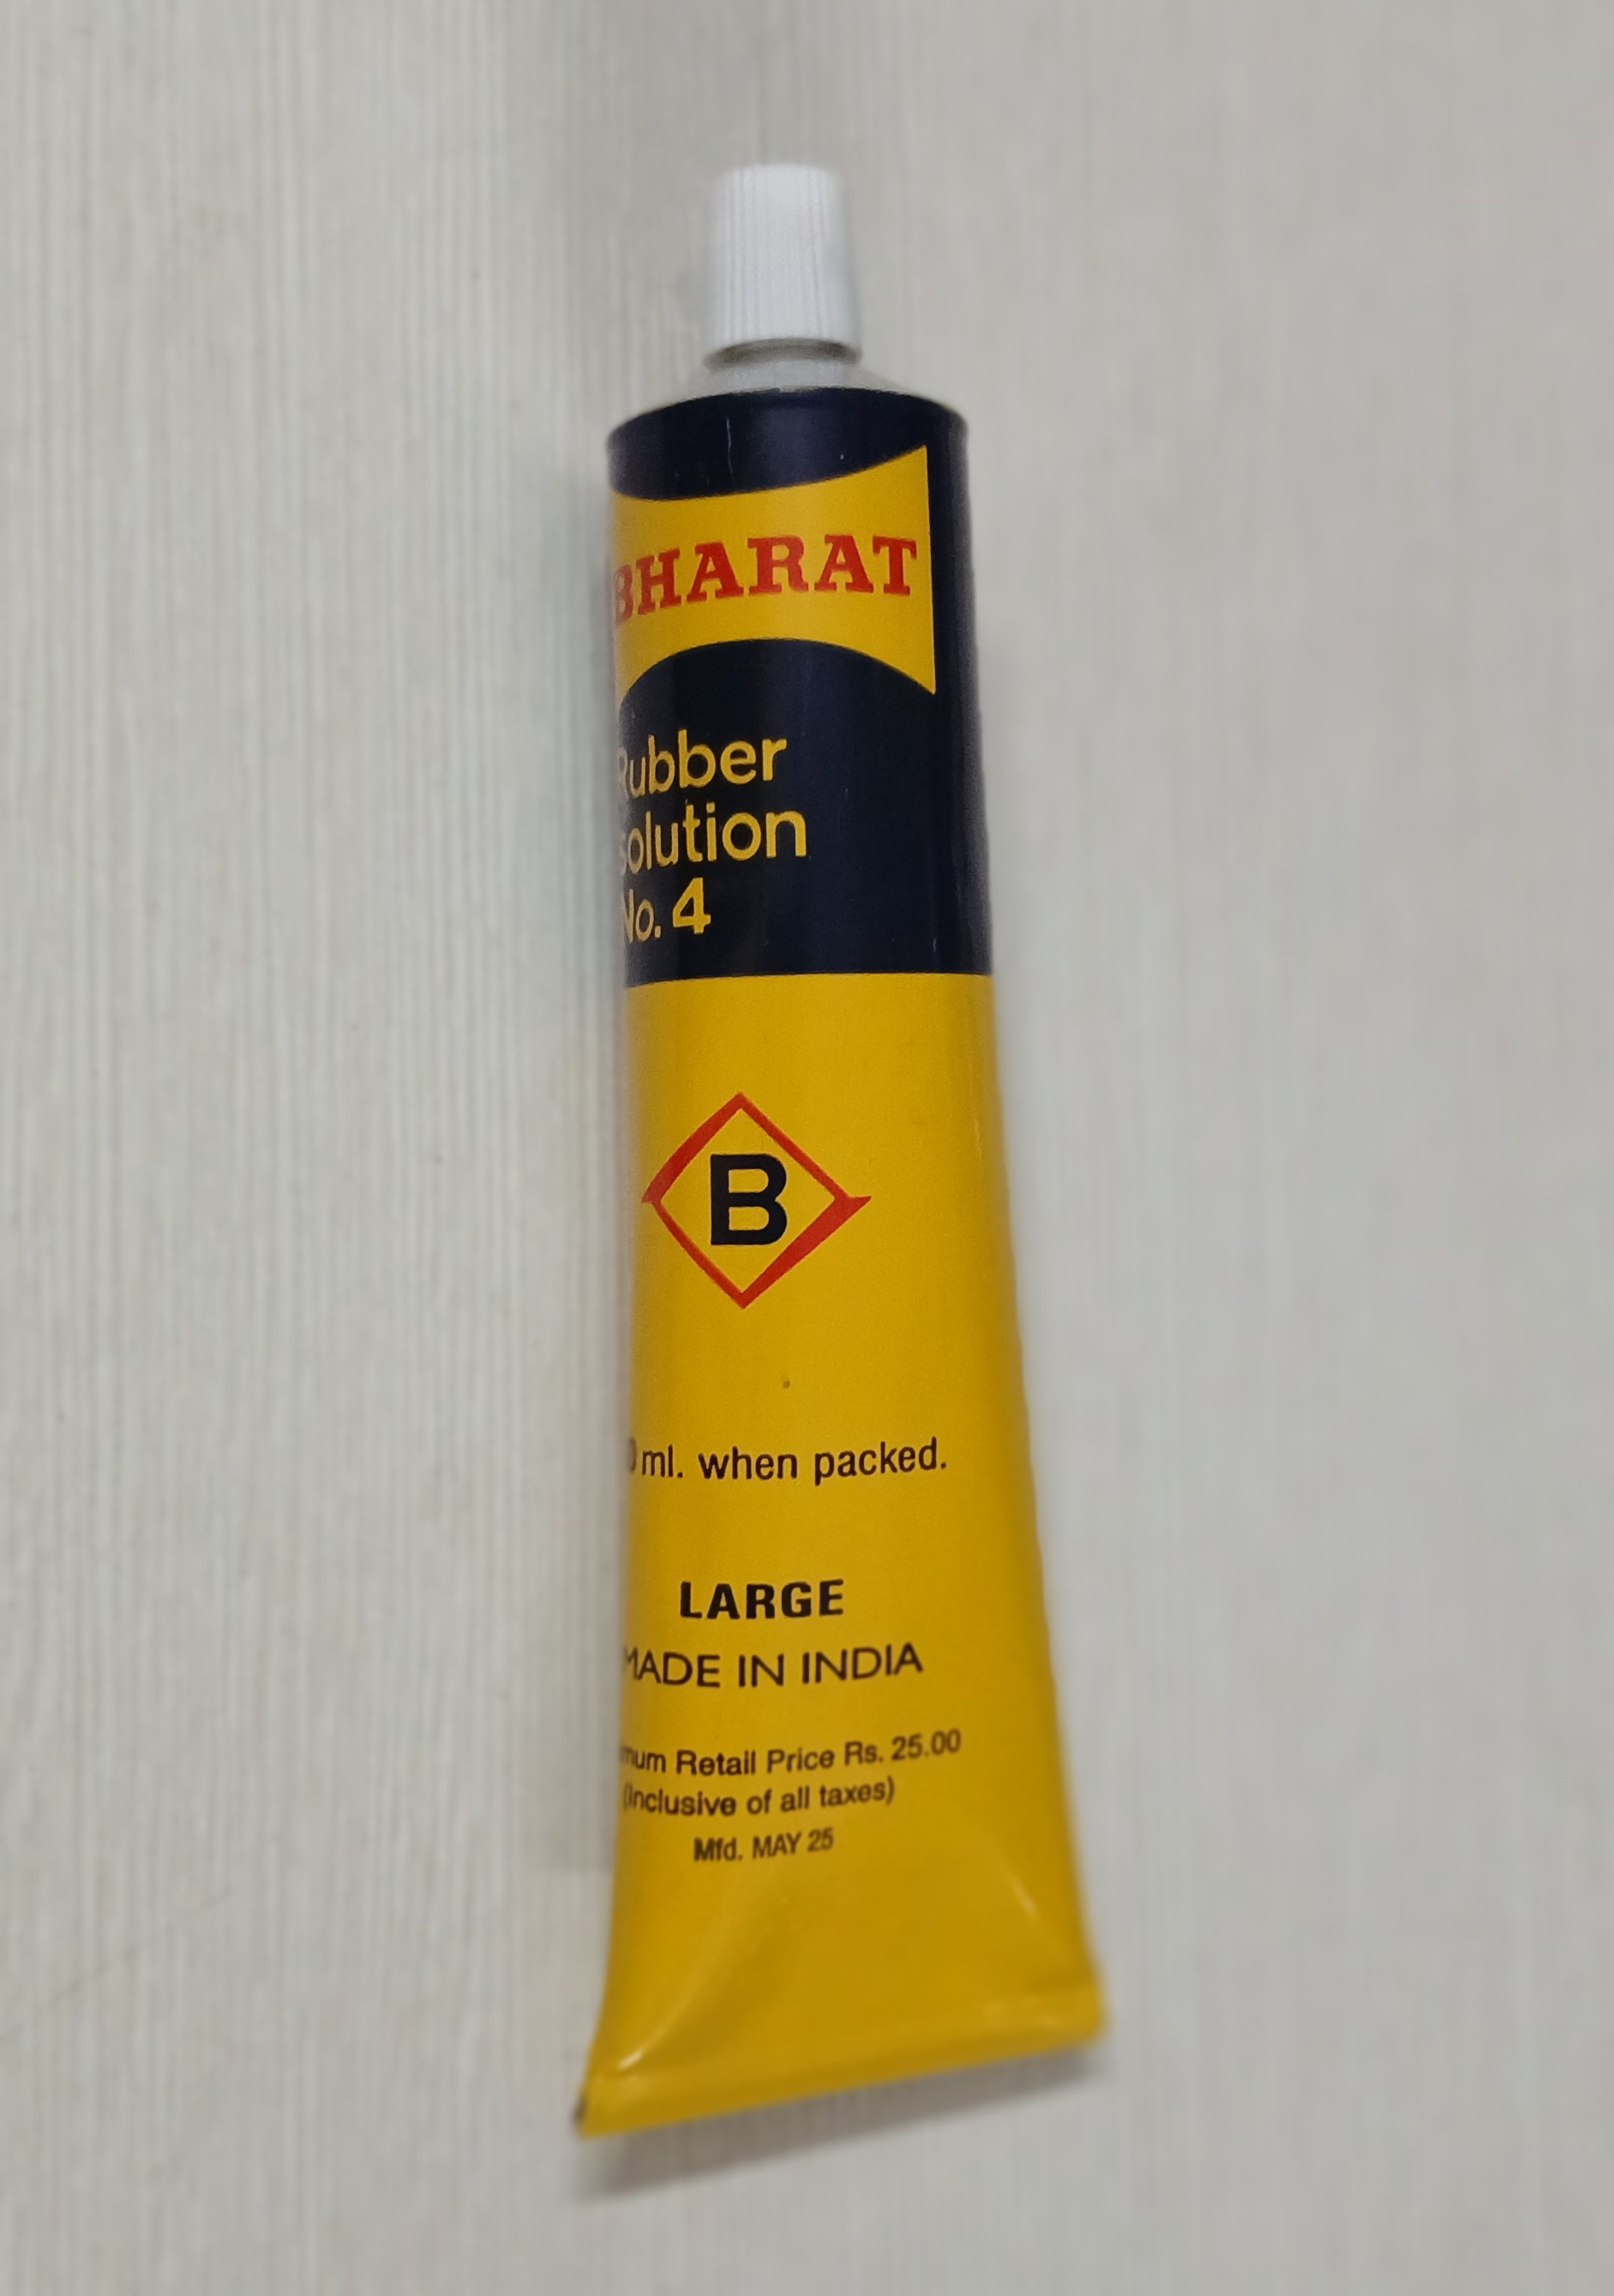 BHARAT
Rubber
solution
No. 4
B
ml. when packed.
LARGE
MADE IN INDIA
Retail Price Rs. 25.00
(Inclusive of all taxes)
Mfd. MAY 25